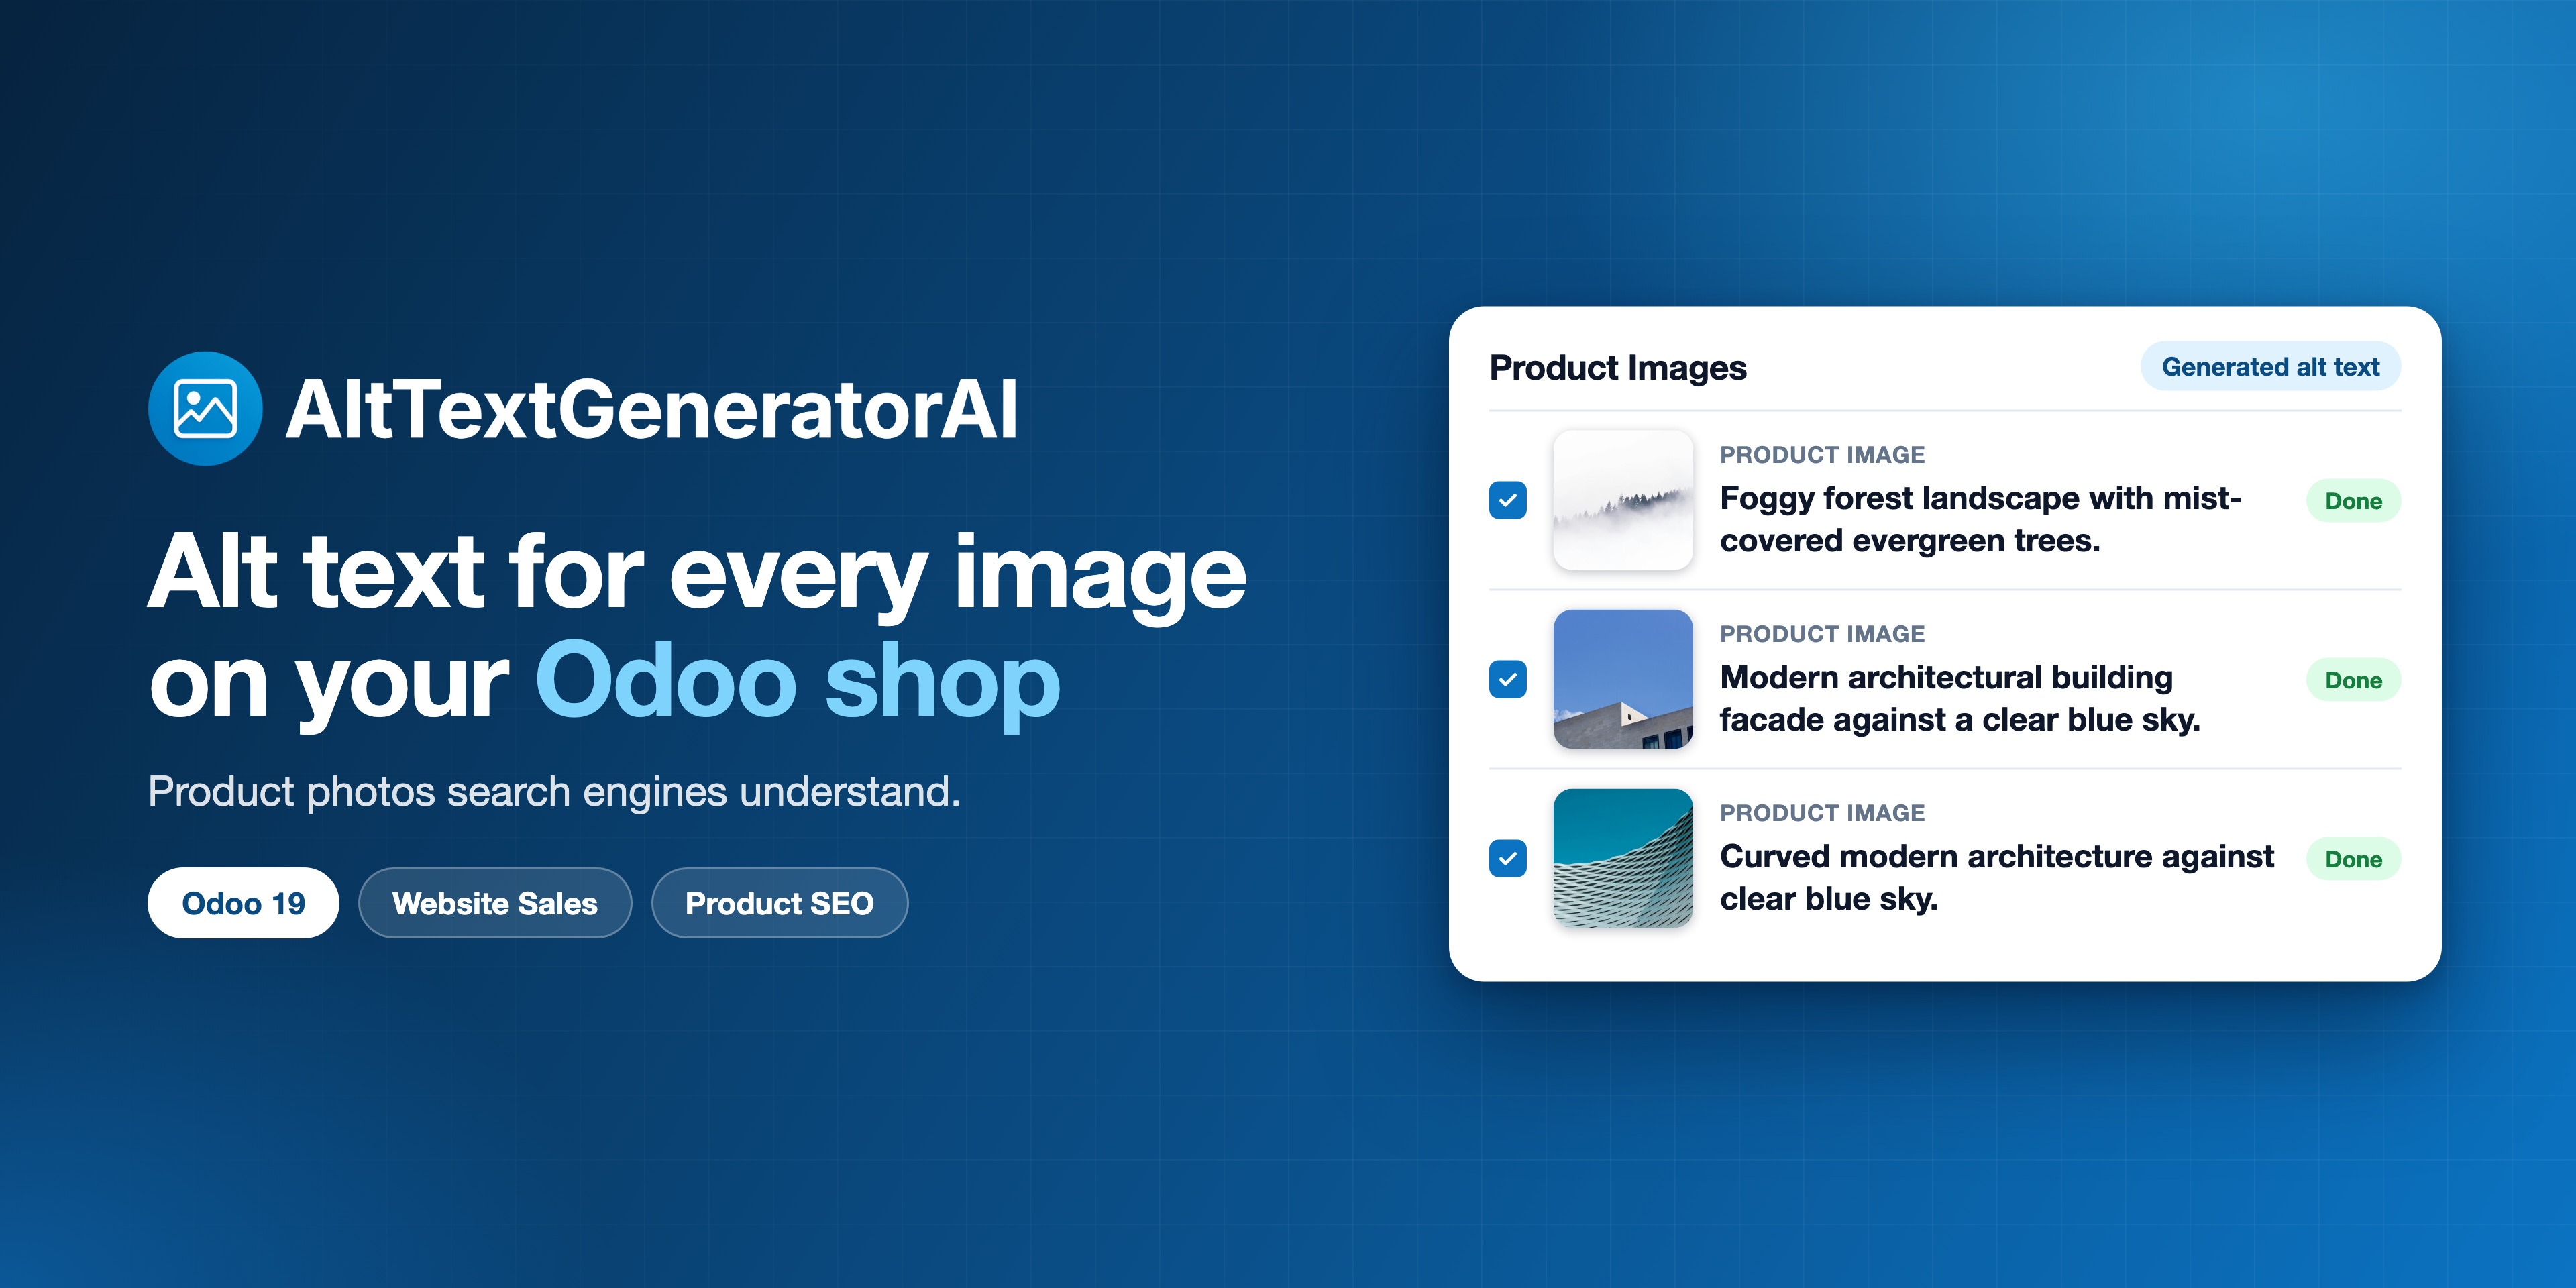 AltTextGeneratorAI
Alt text for every image
on your Odoo shop
Product photos search engines understand.
Odoo 19
Website Sales
Product SEO
Product Images
Generated alt text
PRODUCT IMAGE
Foggy forest landscape with mist-
covered evergreen trees.
Done
PRODUCT IMAGE
Modern architectural building
facade against a clear blue sky.
Done
PRODUCT IMAGE
Curved modern architecture against
clear blue sky.
Done